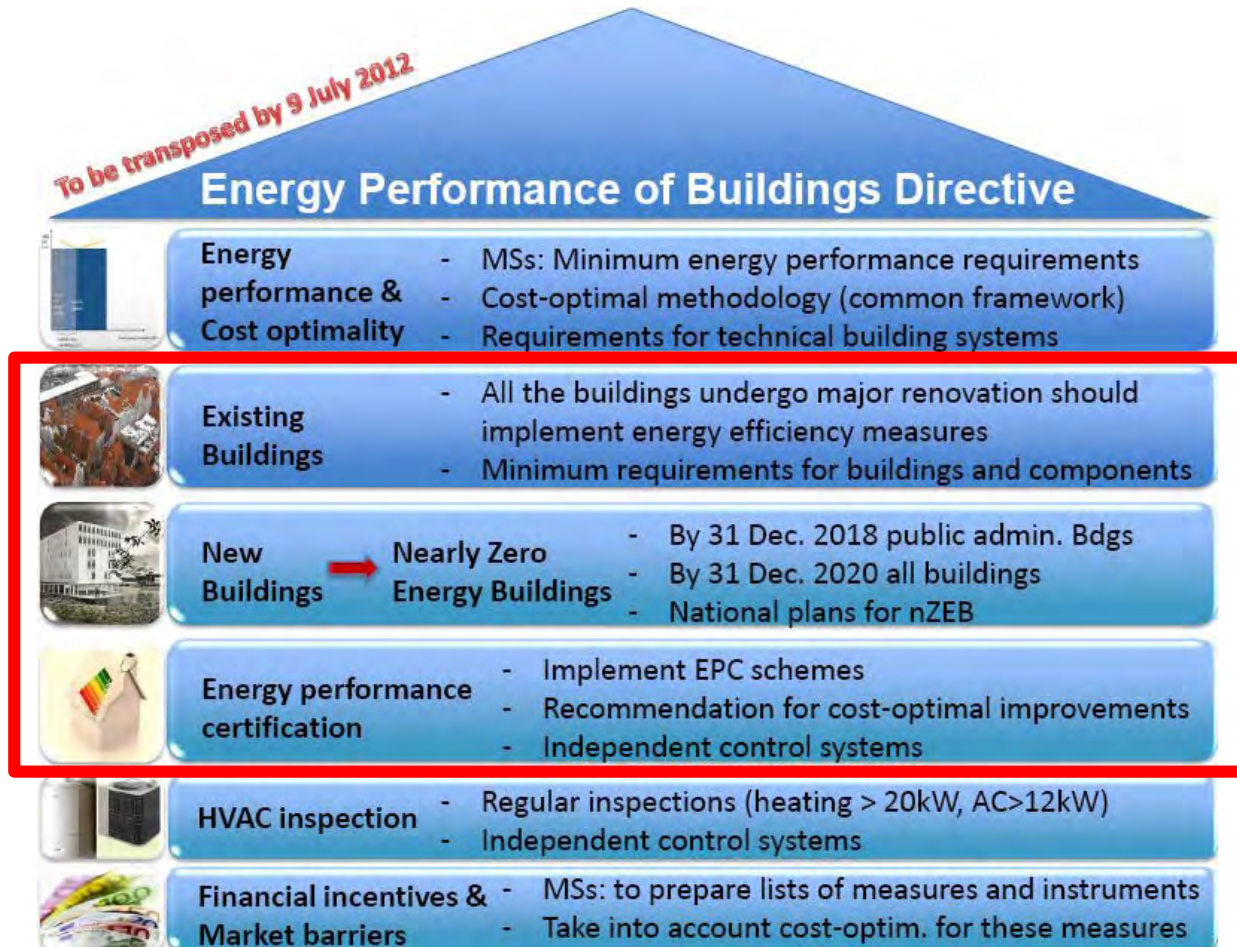 To be transposed by 9 July 2012
Energy Performance of Buildings Directive
Energy
performance &
Cost optimality
- MSs: Minimum energy performance requirements
- Cost-optimal methodology (common framework)
- Requirements for technical building systems
Existing
Buildings
- All the buildings undergo major renovation should
implement energy efficiency measures
- Minimum requirements for buildings and components
New
Buildings
Nearly Zero
Energy Buildings
- By 31 Dec. 2018 public admin. Bdgs
- By 31 Dec. 2020 all buildings
- National plans for nZEB
Energy performance
certification
- Implement EPC schemes
- Recommendation for cost-optimal improvements
- Independent control systems
HVAC inspection
- Regular inspections (heating > 20kW, AC>12kW)
- Independent control systems
Financial incentives &
Market barriers
- MSs: to prepare lists of measures and instruments
- Take into account cost-optim. for these measures